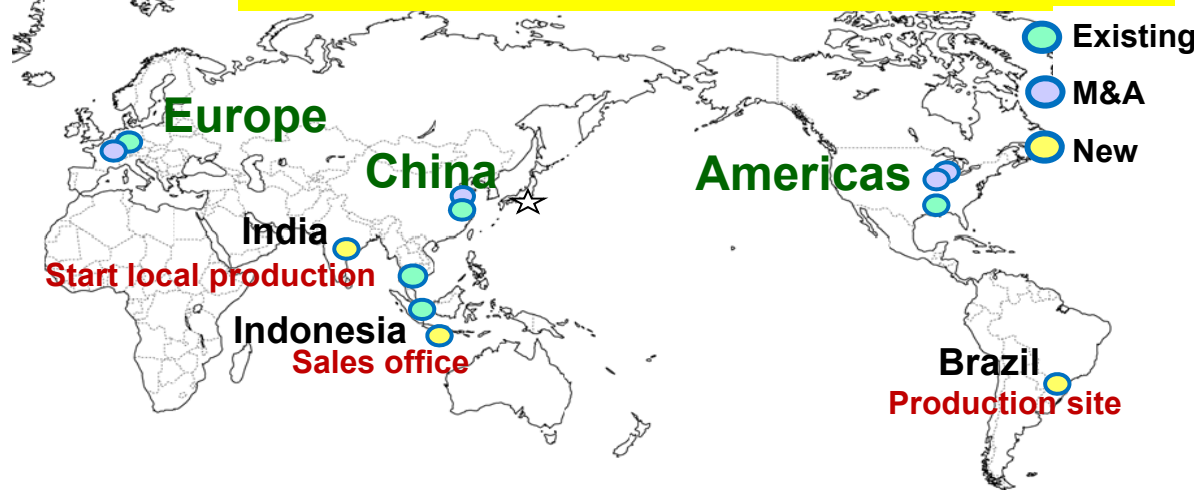 Existing
M&A
New
Europe
China
Americas
India
Start local production
Indonesia
Sales office
Brazil
Production site